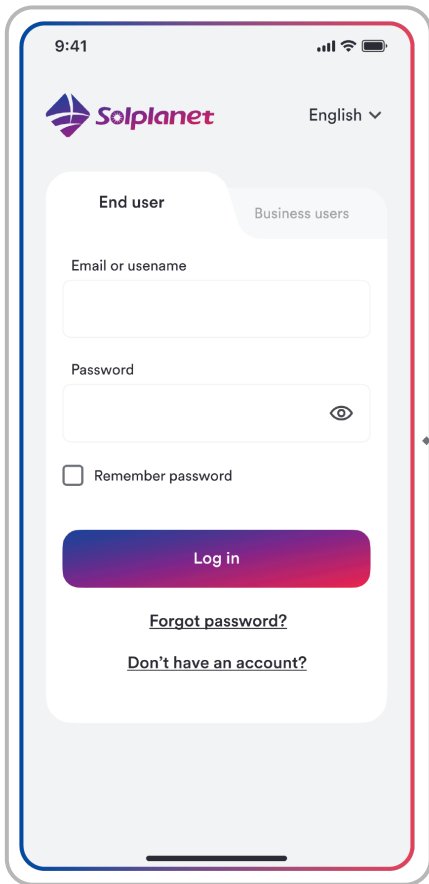 9:41
Solplanet
English
End user
Business users
Email or usename
Password
Remember password
Log in
Forgot password?
Don’t have an account?